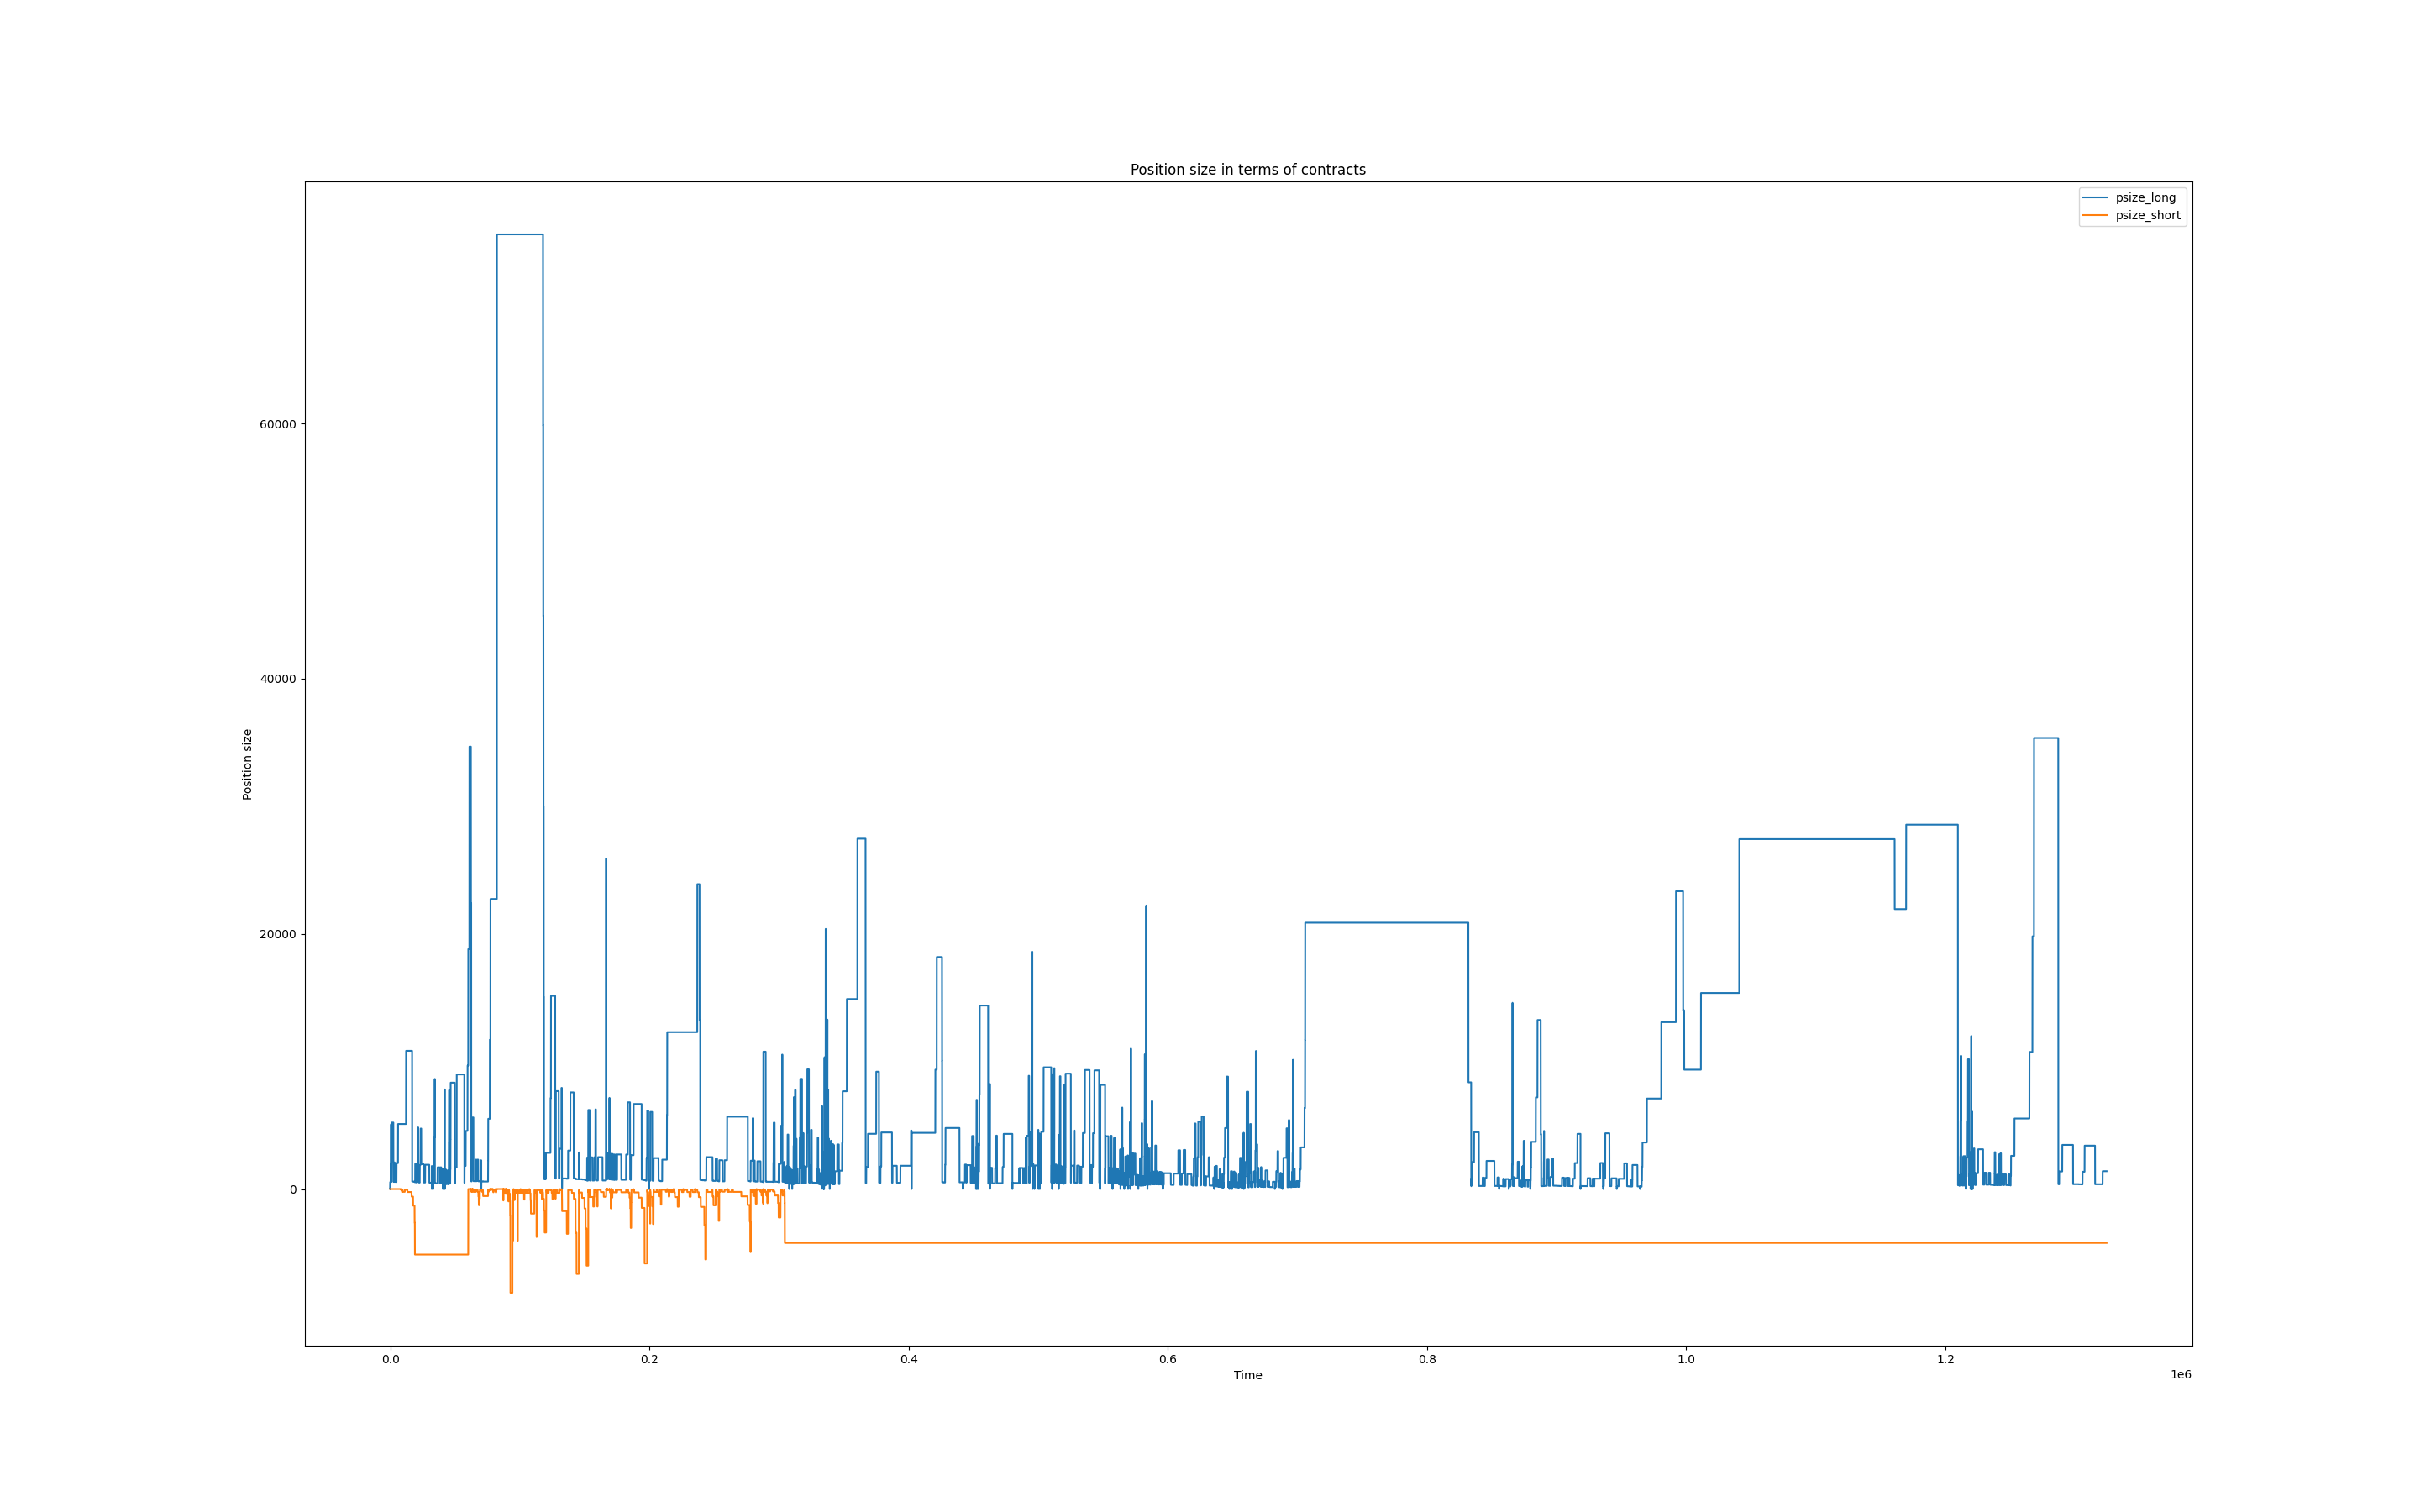 Position size in terms of contracts
psize_long
psize_short
Position size
60000
40000
20000
0
0.0 0.2 0.4 0.6 0.8 1.0 1.2
Time
1e6